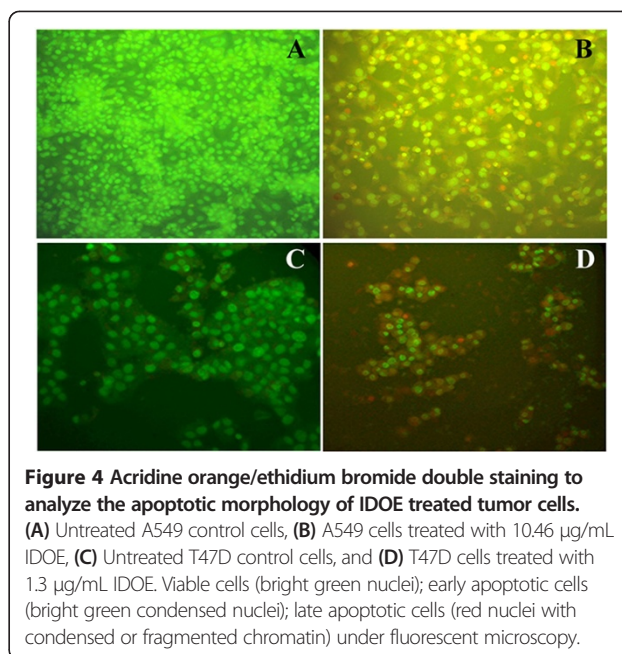 A
B
C
D
Figure 4 Acridine orange/ethidium bromide double staining to
analyze the apoptotic morphology of IDOE treated tumor cells.
(A) Untreated A549 control cells, (B) A549 cells treated with 10.46 μg/mL
IDOE, (C) Untreated T47D control cells, and (D) T47D cells treated with
1.3 μg/mL IDOE. Viable cells (bright green nuclei); early apoptotic cells
(bright green condensed nuclei); late apoptotic cells (red nuclei with
condensed or fragmented chromatin) under fluorescent microscopy.